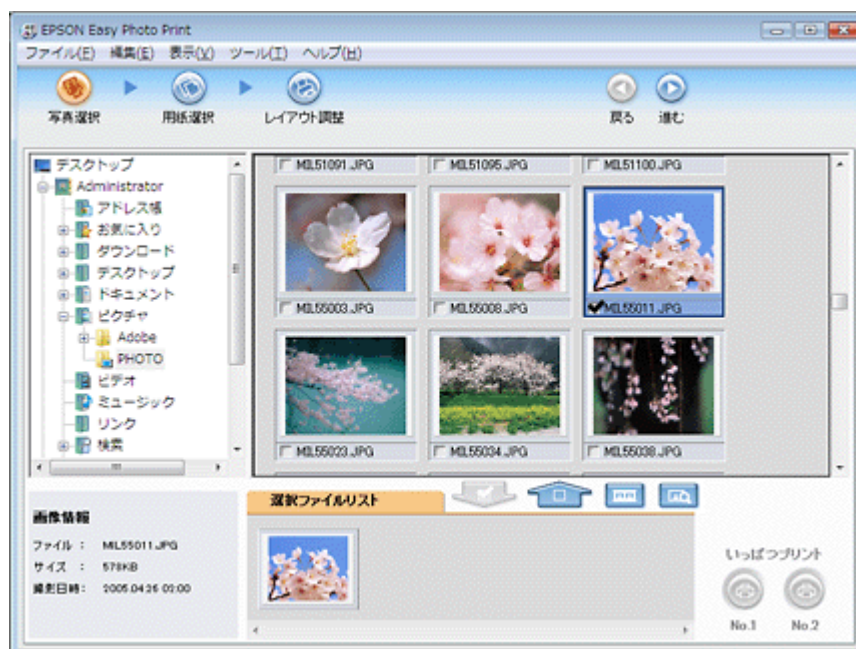 EPSON Easy Photo Print
ファイル(F) 編集(E) 表示(V) ツール(T) ヘルプ(H)
写真選択 用紙選択 レイアウト調整 戻る 進む
デスクトップ
Administrator
アドレス帳
お気に入り
ダウンロード
デスクトップ
ドキュメント
ピクチャ
Adobe
PHOTO
ビデオ
ミュージック
リンク
検索
MIL51091.JPG MIL51095.JPG MIL51100.JPG
MIL55003.JPG MIL55008.JPG MIL55011.JPG
MIL55023.JPG MIL55034.JPG MIL55038.JPG
画像情報
ファイル : MIL55011.JPG
サイズ : 578KB
撮影日時: 2005.04.26 02:00
選択ファイルリスト
いっぱつプリント
No.1 No.2